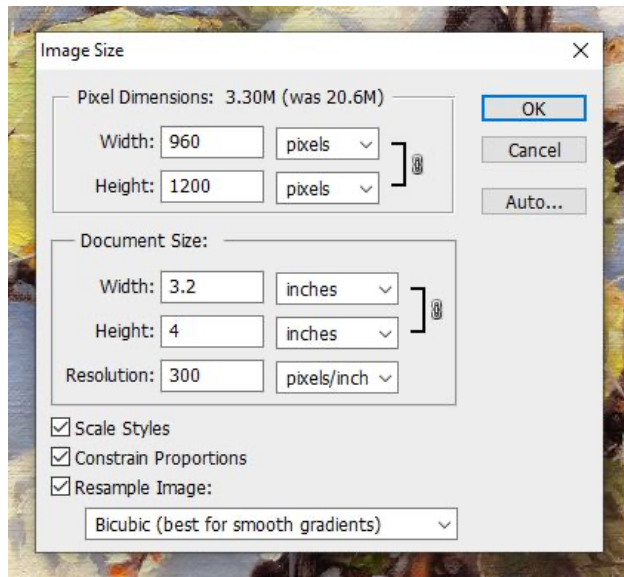 Image Size
Pixel Dimensions: 3.30M (was 20.6M)
Width: 960 pixels
Height: 1200 pixels
OK
Cancel
Auto...
Document Size:
Width: 3.2 inches
Height: 4 inches
Resolution: 300 pixels/inch
Scale Styles
Constrain Proportions
Resample Image:
Bicubic (best for smooth gradients)